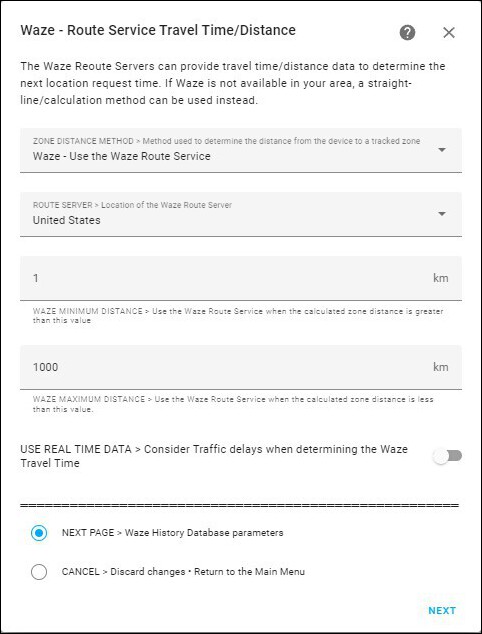 Waze - Route Service Travel Time/Distance
The Waze Reoute Servers can provide travel time/distance data to determine the
next location request time. If Waze is not available in your area, a straight-
line/calculation method can be used instead.
ZONE DISTANCE METHOD > Method used to determine the distance from the device to a tracked zone
Waze - Use the Waze Route Service
ROUTE SERVER > Location of the Waze Route Server
United States
1 km
WAZE MINIMUM DISTANCE > Use the Waze Route Service when the calculated zone distance is greater
than this value
1000 km
WAZE MAXIMUM DISTANCE > Use the Waze Route Service when the calculated zone distance is less
than this value.
USE REAL TIME DATA > Consider Traffic delays when determining the Waze
Travel Time
NEXT PAGE > Waze History Database parameters
CANCEL > Discard changes • Return to the Main Menu
NEXT